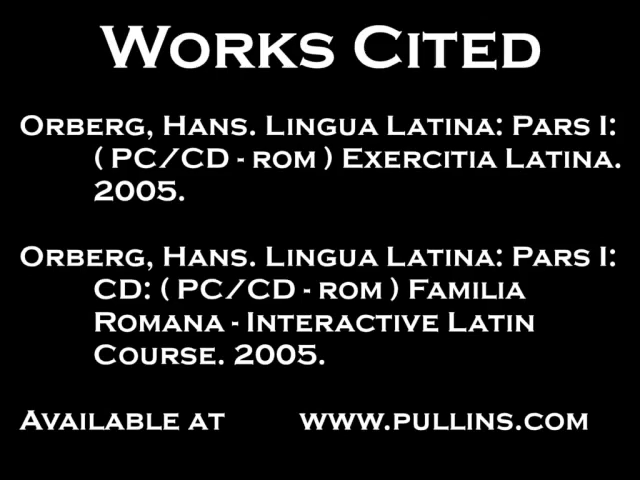 Works Cited
Orberg, Hans. Lingua Latina: Pars I:
( PC/CD - rom ) Exercitia Latina.
2005.
Orberg, Hans. Lingua Latina: Pars I:
CD: ( PC/CD - rom ) Familia
Romana - Interactive Latin
Course. 2005.
Available at www.pullins.com